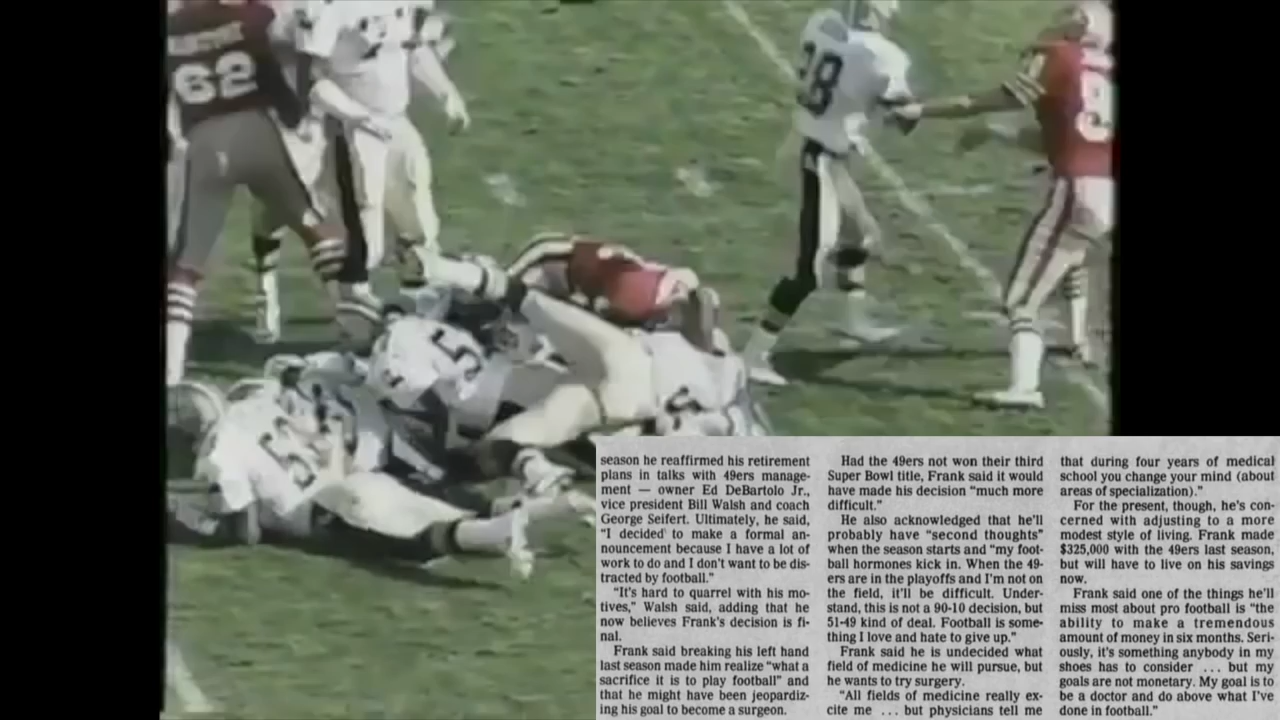 62
28
5
5
season he reaffirmed his retirement
plans in talks with 49ers manage-
ment — owner Ed DeBartolo Jr.,
vice president Bill Walsh and coach
George Seifert. Ultimately, he said,
"I decided to make a formal an-
nouncement because I have a lot of
work to do and I don't want to be dis-
tracted by football."
"It's hard to quarrel with his mo-
tives," Walsh said, adding that he
now believes Frank's decision is fi-
nal.
Frank said breaking his left hand
last season made him realize "what a
sacrifice it is to play football" and
that he might have been jeopardiz-
ing his goal to become a surgeon.
Had the 49ers not won their third
Super Bowl title, Frank said it would
have made his decision "much more
difficult."
He also acknowledged that he'll
probably have "second thoughts"
when the season starts and "my foot-
ball hormones kick in. When the 49-
ers are in the playoffs and I'm not on
the field, it'll be difficult. Under-
stand, this is not a 90-10 decision, but
51-49 kind of deal. Football is some-
thing I love and hate to give up."
Frank said he is undecided what
field of medicine he will pursue, but
he wants to try surgery.
"All fields of medicine really ex-
cite me ... but physicians tell me
that during four years of medical
school you change your mind (about
areas of specialization)."
For the present, though, he's con-
cerned with adjusting to a more
modest style of living. Frank made
$325,000 with the 49ers last season,
but will have to live on his savings
now.
Frank said one of the things he'll
miss most about pro football is "the
ability to make a tremendous
amount of money in six months. Seri-
ously, it's something anybody in my
shoes has to consider ... but my
goals are not monetary. My goal is to
be a doctor and do above what I've
done in football."